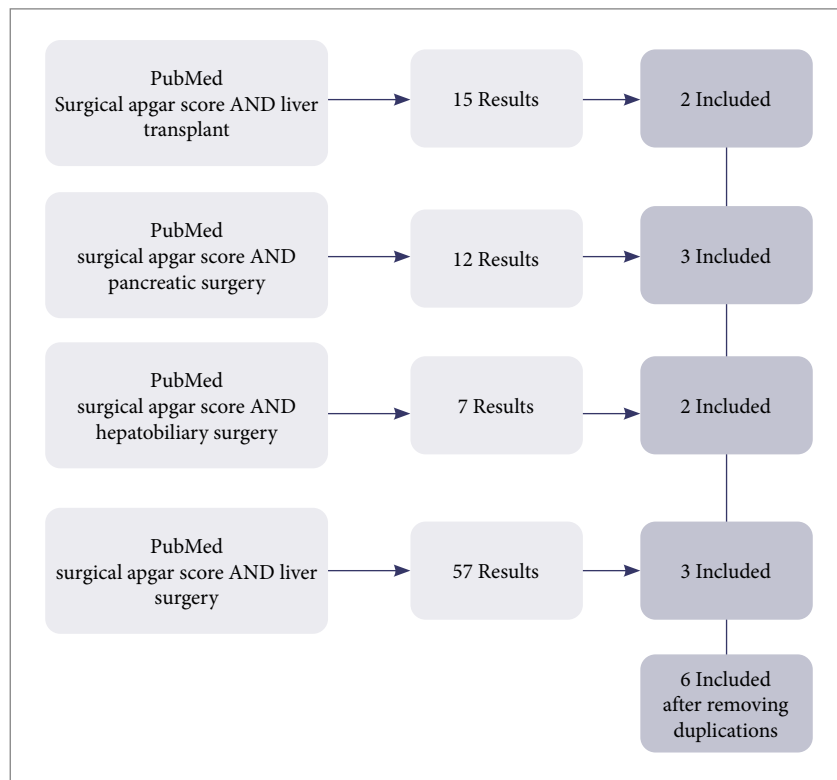 PubMed
Surgical apgar score AND liver
transplant
15 Results
2 Included
PubMed
surgical apgar score AND
pancreatic surgery
12 Results
3 Included
PubMed
surgical apgar score AND
hepatobiliary surgery
7 Results
2 Included
PubMed
surgical apgar score AND liver
surgery
57 Results
3 Included
6 Included
after removing
duplications